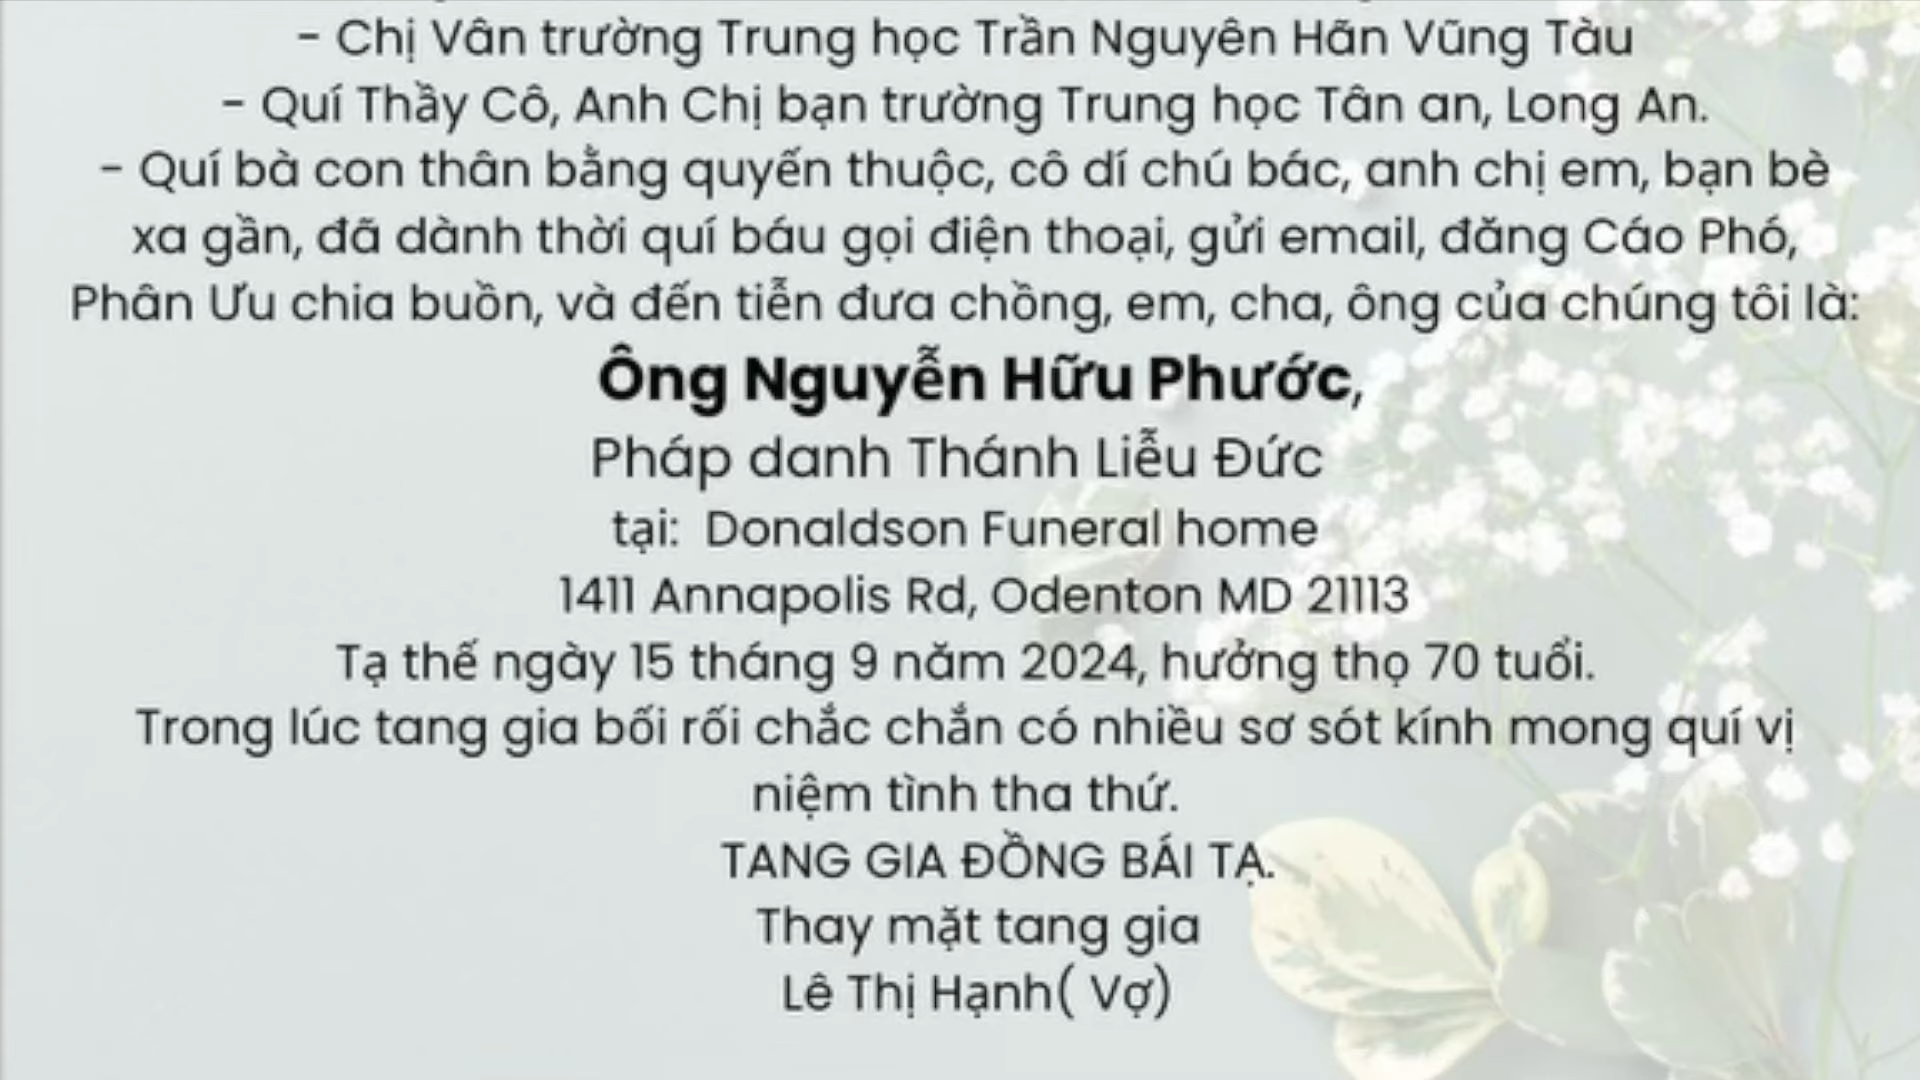 - Chị Vân trường Trung học Trần Nguyên Hãn Vũng Tàu
- Quí Thầy Cô, Anh Chị bạn trường Trung học Tân an, Long An.
- Quí bà con thân bằng quyến thuộc, cô dí chú bác, anh chị em, bạn bè
xa gần, đã dành thời quí báu gọi điện thoại, gửi email, đăng Cáo Phó,
Phân Ưu chia buồn, và đến tiễn đưa chồng, em, cha, ông của chúng tôi là:
Ông Nguyễn Hữu Phước,
Pháp danh Thánh Liễu Đức
tại: Donaldson Funeral home
1411 Annapolis Rd, Odenton MD 21113
Tạ thế ngày 15 tháng 9 năm 2024, hưởng thọ 70 tuổi.
Trong lúc tang gia bối rối chắc chắn có nhiều sơ sót kính mong quí vị
niệm tình tha thứ.
TANG GIA ĐỒNG BÁI TẠ.
Thay mặt tang gia
Lê Thị Hạnh( Vợ)